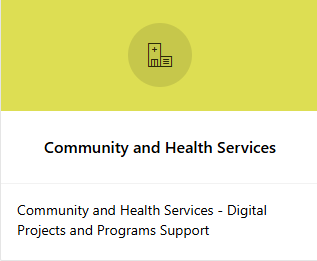 Community and Health Services
Community and Health Services - Digital
Projects and Programs Support